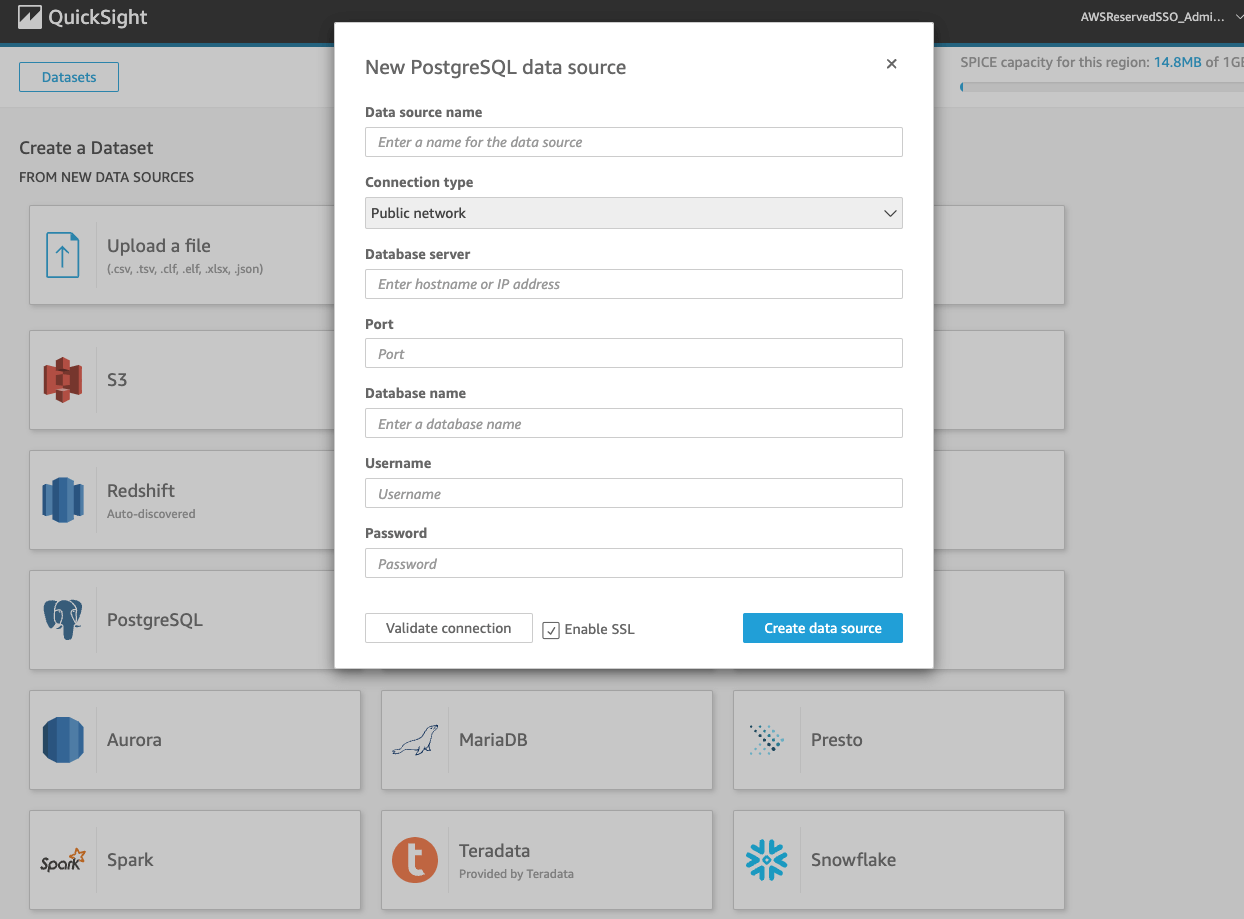 QuickSight
AWSReservedSSO_Admi...
Datasets
SPICE capacity for this region: 14.8MB of 1GB
Create a Dataset
FROM NEW DATA SOURCES
Upload a file
(.csv, .tsv, .clf, .elf, .xlsx, .json)
S3
Redshift
Auto-discovered
PostgreSQL
New PostgreSQL data source
Data source name
Enter a name for the data source
Connection type
Public network
Database server
Enter hostname or IP address
Port
Port
Database name
Enter a database name
Username
Username
Password
Password
Validate connection
Enable SSL
Create data source
Aurora
MariaDB
Presto
Spark
Spark
Teradata
Provided by Teradata
Snowflake